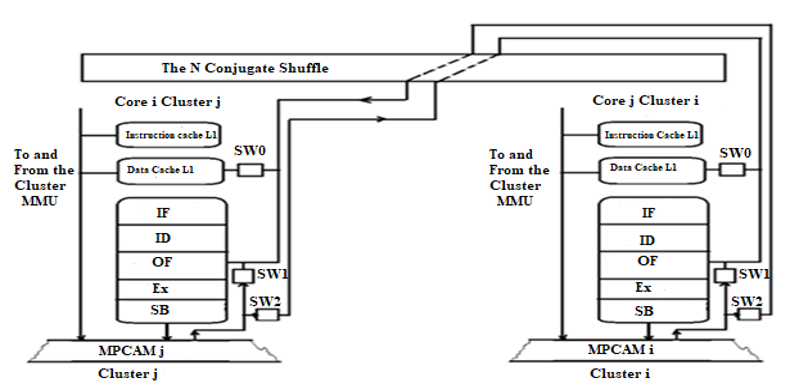 The N Conjugate Shuffle
Core i Cluster j
Instruction cache L1
SW0
Data Cache L1
To and
From the
Cluster
MMU
IF
ID
OF
SW1
Ex
SW2
SB
MPCAM j
Cluster j
Core j Cluster i
Instruction Cache L1
SW0
Data Cache L1
To and
From the
Cluster
MMU
IF
ID
OF
SW1
Ex
SW2
SB
MPCAM i
Cluster i